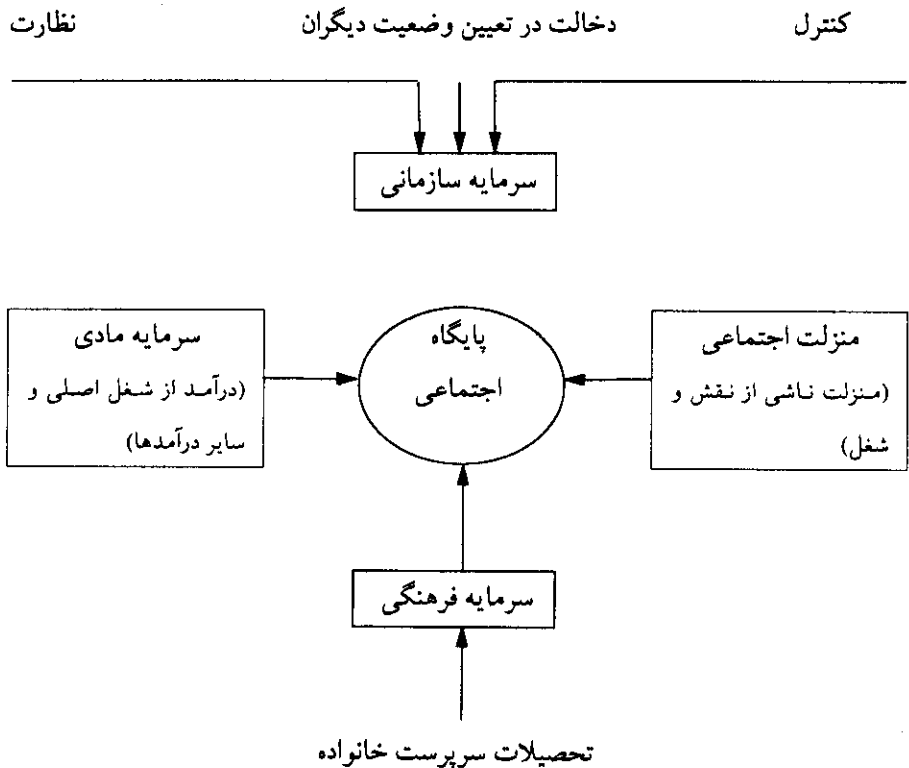 کنترل
دخالت در تعیین وضعیت دیگران
نظارت
سرمایه سازمانی
منزلت اجتماعی
(منزلت ناشی از نقش و
شغل)
پایگاه
اجتماعی
سرمایه مادی
(درآمد از شغل اصلی و
سایر درآمدها)
سرمایه فرهنگی
تحصیلات سرپرست خانواده